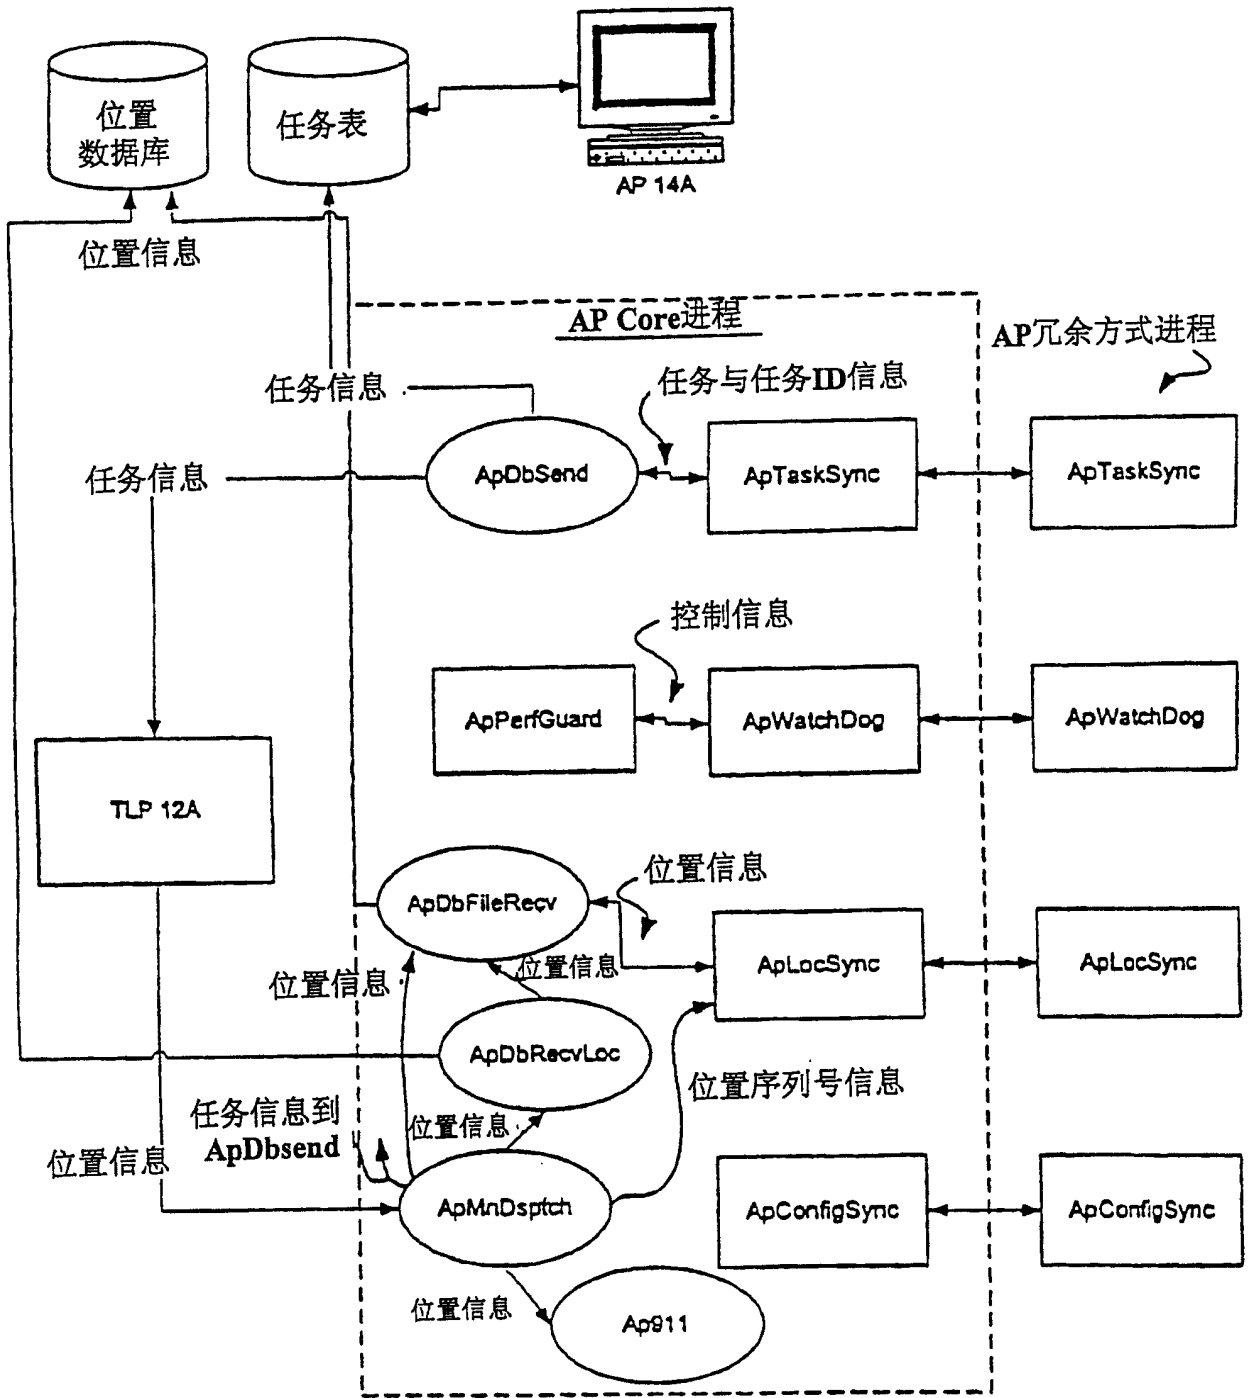 位置
数据库
任务表
AP 14A
位置信息
AP Core进程
AP冗余方式进程
任务信息
任务与任务ID信息
任务信息
ApDbSend
ApTaskSync
ApTaskSync
控制信息
ApPerfGuard
ApWatchDog
ApWatchDog
TLP 12A
位置信息
ApDbFileRecv
位置信息
位置信息
ApLocSync
ApLocSync
ApDbRecvLoc
位置序列号信息
任务信息到
ApDbsend
位置信息
位置信息
ApMnDsptch
ApConfigSync
ApConfigSync
位置信息
Ap911